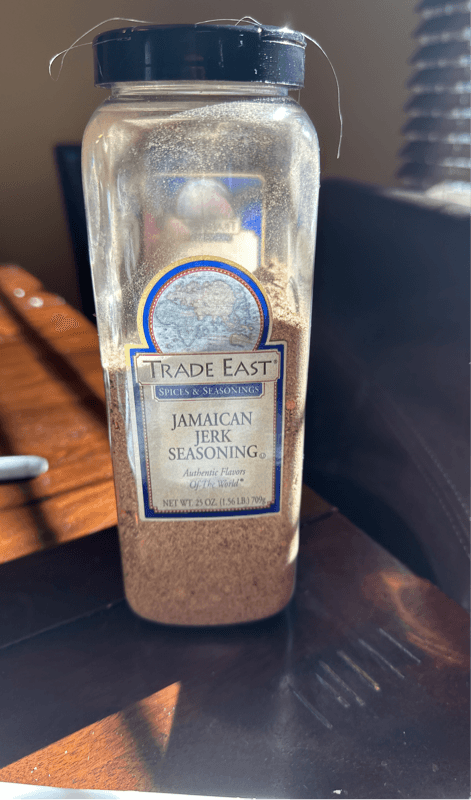 TRADE EAST®
SPICES & SEASONINGS
JAMAICAN
JERK
SEASONING
Authentic Flavors
Of The World®
NET WT. 25 OZ. (1.56 LB.) 709g